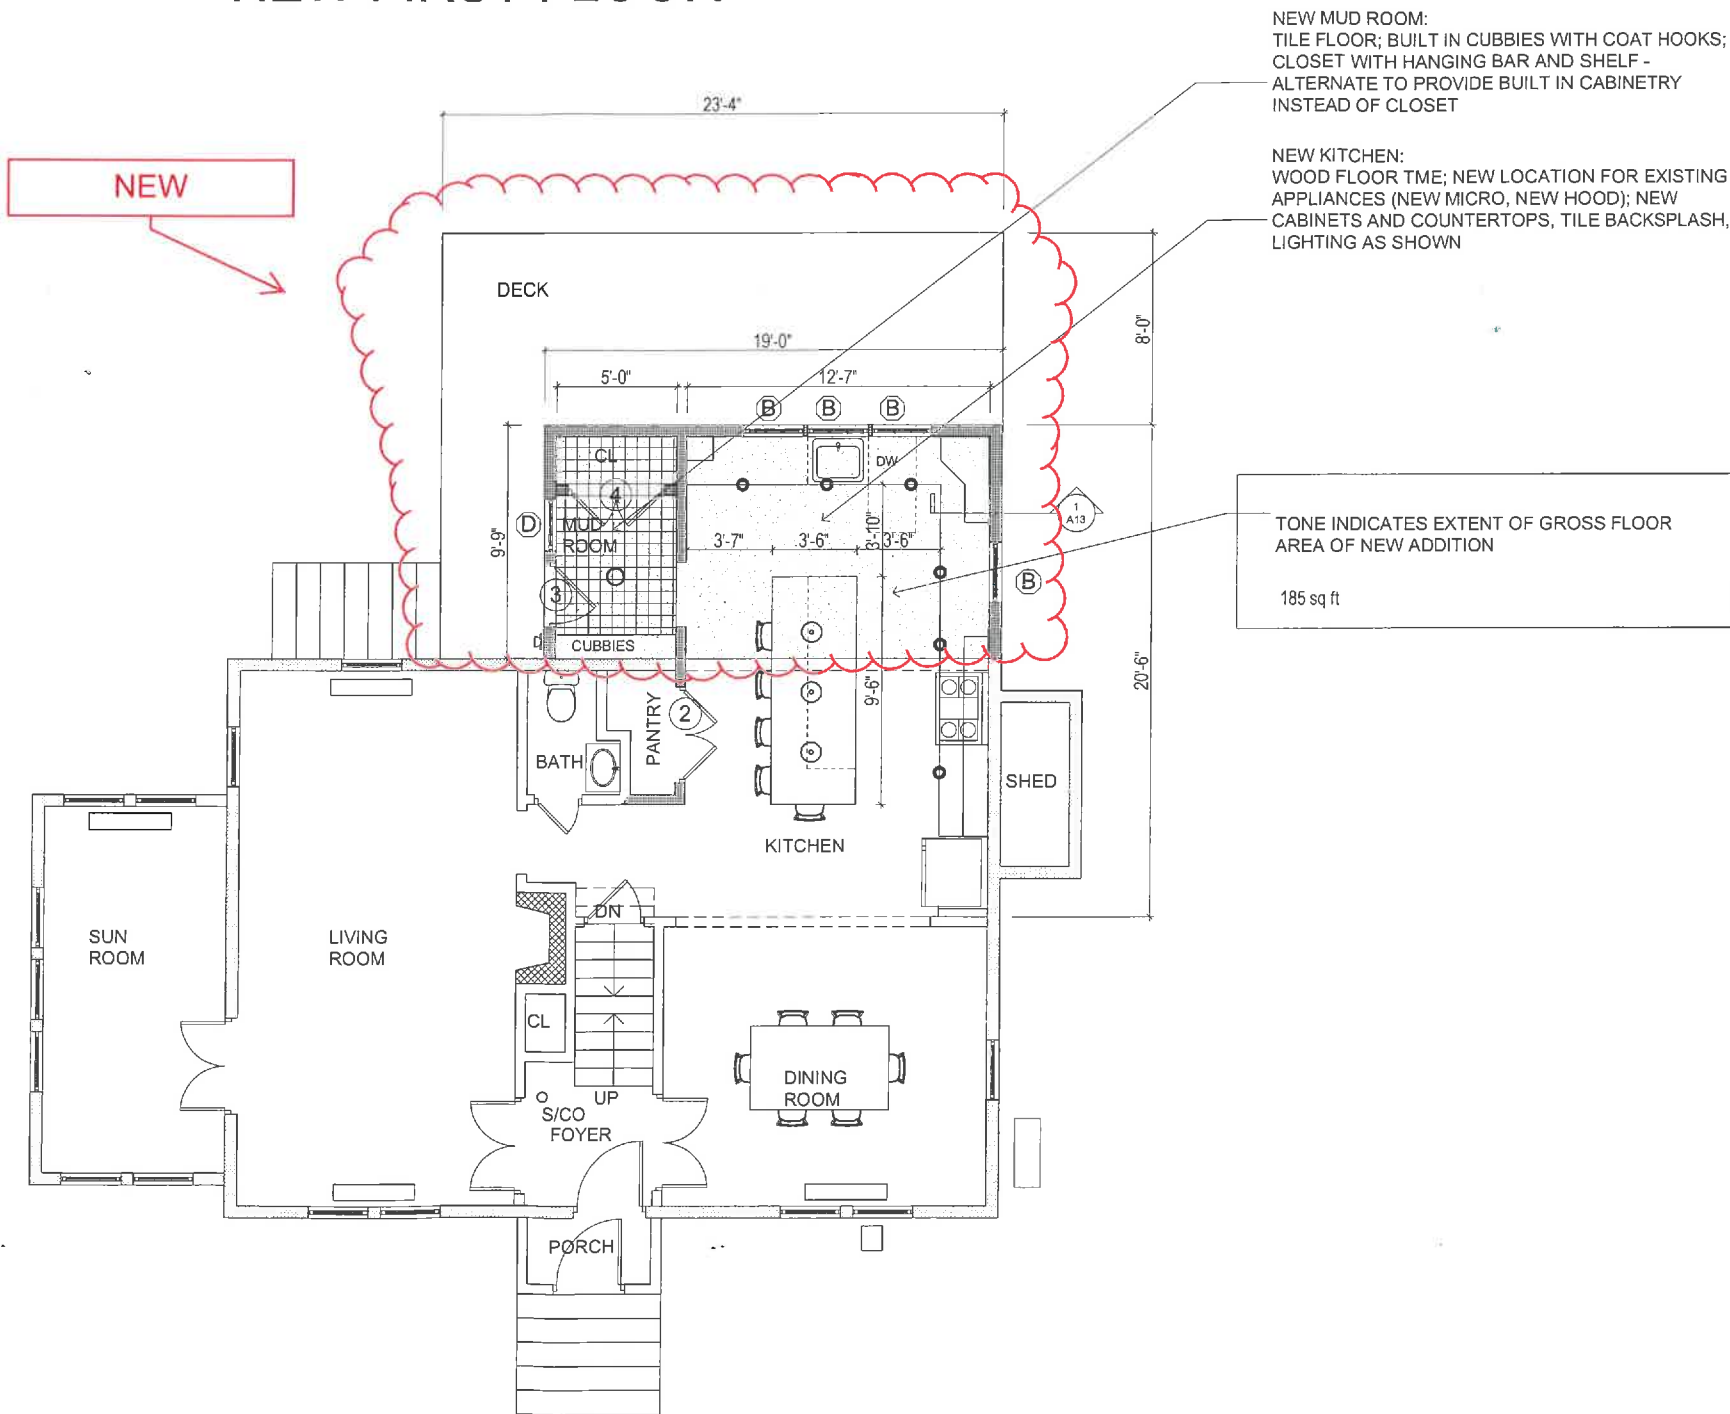 NEW FIRST FLOOR
NEW MUD ROOM:
TILE FLOOR; BUILT IN CUBBIES WITH COAT HOOKS;
CLOSET WITH HANGING BAR AND SHELF -
ALTERNATE TO PROVIDE BUILT IN CABINETRY
INSTEAD OF CLOSET
23'-4"
NEW KITCHEN:
WOOD FLOOR TME; NEW LOCATION FOR EXISTING
APPLIANCES (NEW MICRO, NEW HOOD); NEW
CABINETS AND COUNTERTOPS, TILE BACKSPLASH,
LIGHTING AS SHOWN
NEW
DECK
8'-0"
19'-0"
5'-0"
12'-7"
B
B
B
CL
DW
4
D
MUD
ROOM
9'-9"
3'-7"
3'-6"
3'-10"
3'-6"
1
A13
TONE INDICATES EXTENT OF GROSS FLOOR
AREA OF NEW ADDITION
185 sq ft
3
B
CUBBIES
20'-6"
9'-6"
PANTRY
2
BATH
SHED
KITCHEN
DN
SUN
ROOM
LIVING
ROOM
CL
DINING
ROOM
UP
S/CO
FOYER
PORCH